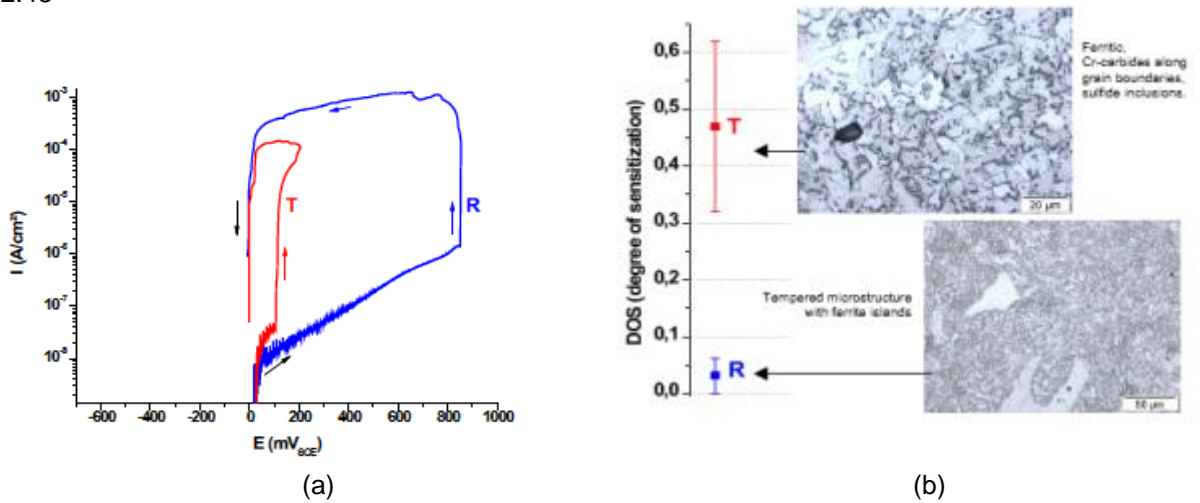 10⁻³
10⁻⁴
10⁻⁵
10⁻⁶
10⁻⁷
10⁻⁸
I (A/cm²)
T
R
-600
-400
-200
0
200
400
600
800
1000
E (mV_SCE)
(a)
0,6
0,5
0,4
0,3
0,2
0,1
0,0
DOS (degree of sensitization)
T
R
Ferritic,
Cr-carbides along
grain boundaries,
sulfide inclusions.
20 µm
Tempered microstructure
with ferrite islands
50 µm
(b)